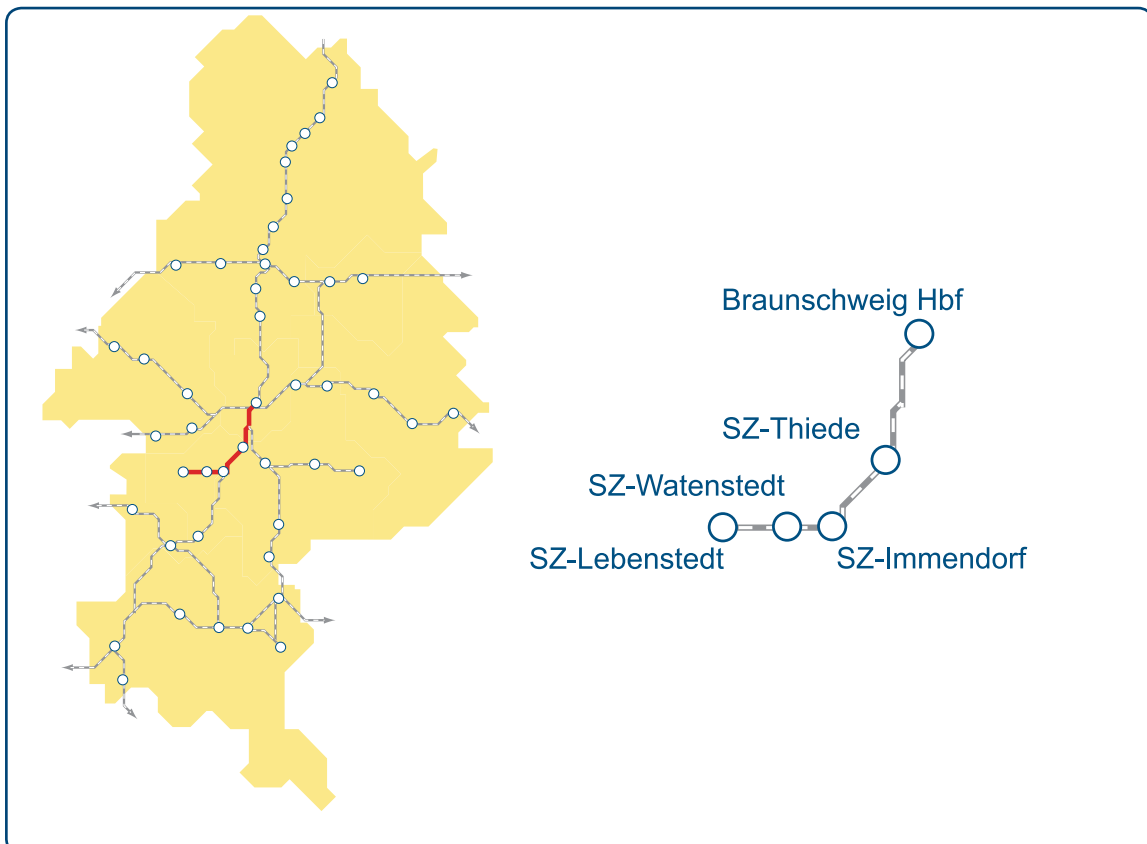 Braunschweig Hbf
SZ-Thiede
SZ-Watenstedt
SZ-Lebenstedt
SZ-Immendorf